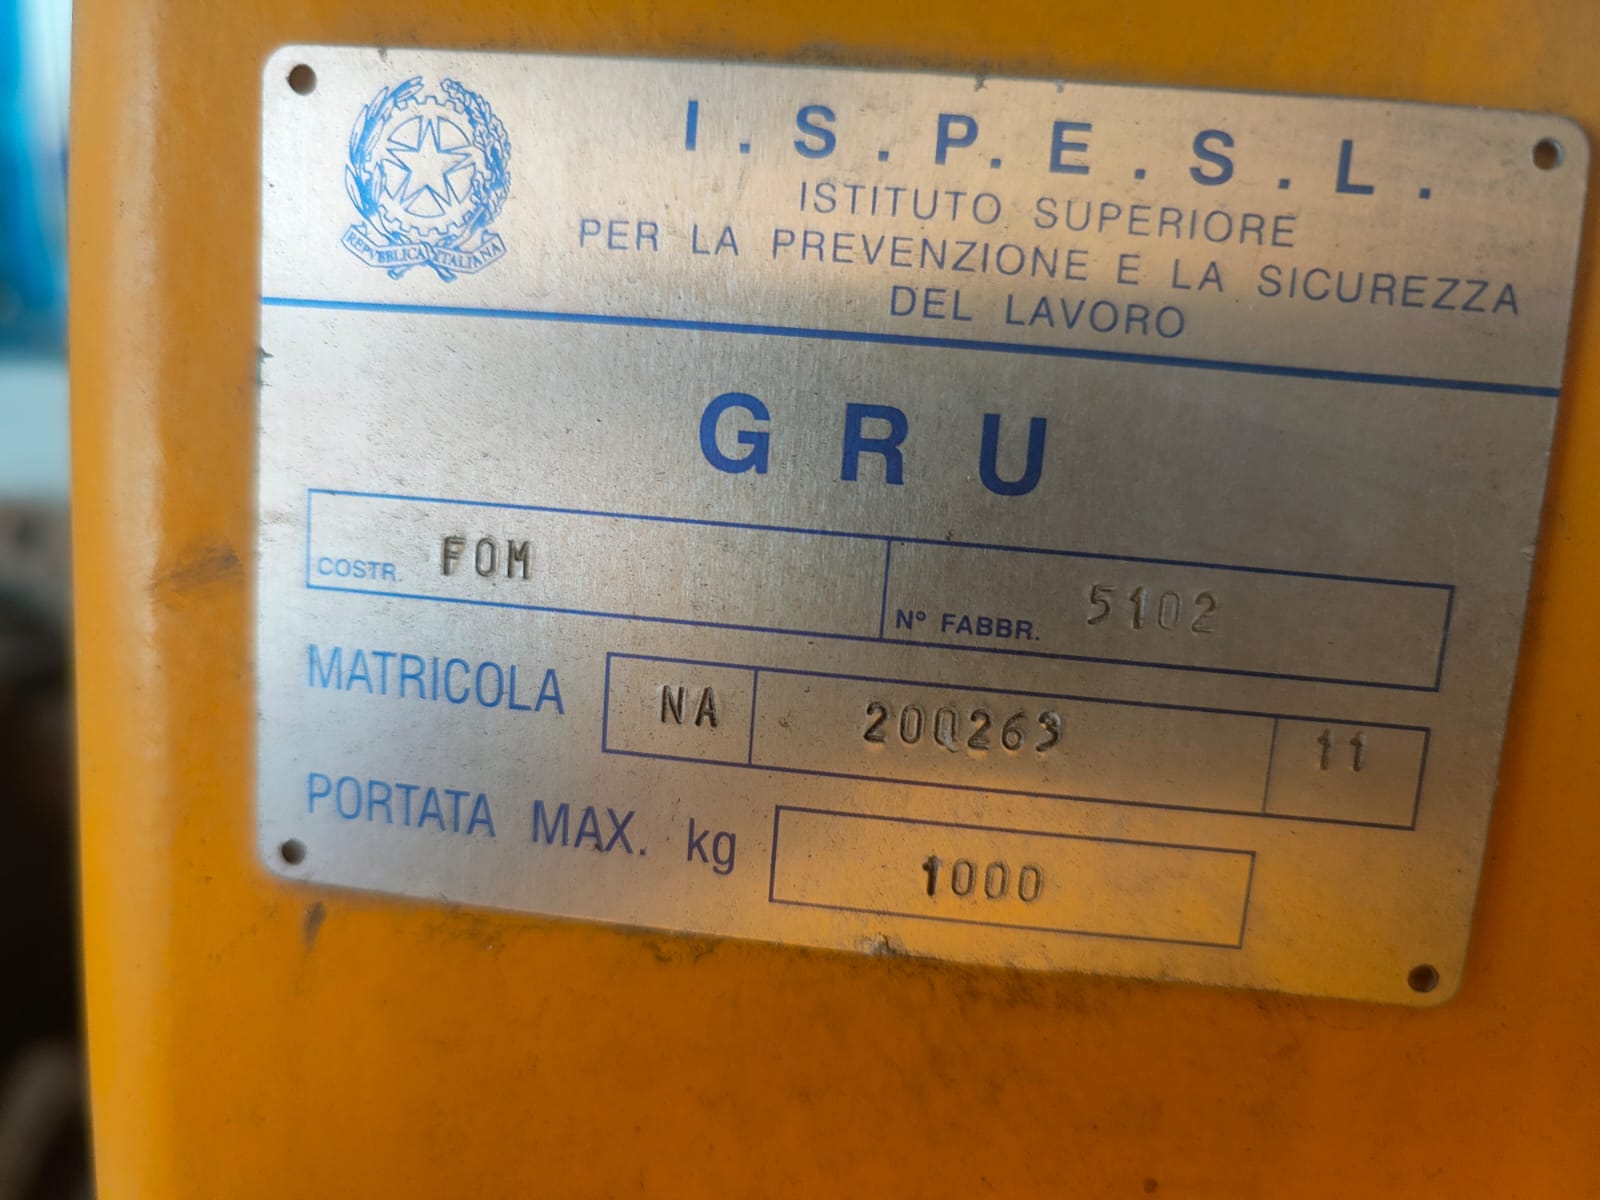 I.S.P.E.S.L.
ISTITUTO SUPERIORE
PER LA PREVENZIONE E LA SICUREZZA
DEL LAVORO
REPVBBLICA ITALIANA
GRU
COSTR. FOM N° FABBR. 5102
MATRICOLA NA 200263 11
PORTATA MAX. kg 1000